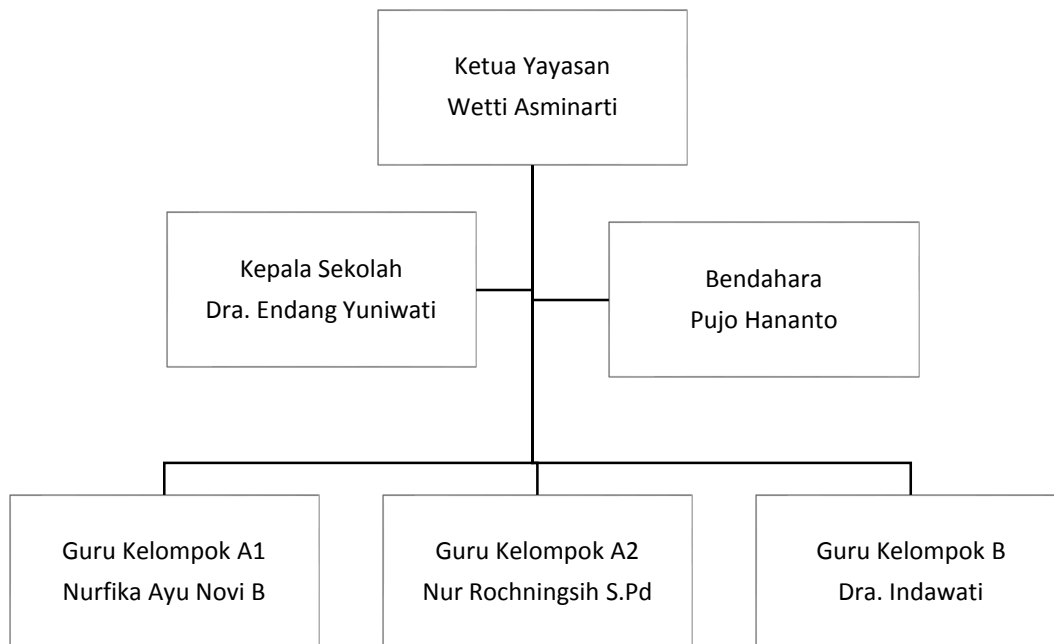 Ketua Yayasan
Wetti Asminarti
Kepala Sekolah
Dra. Endang Yuniwati
Bendahara
Pujo Hananto
Guru Kelompok A1
Nurfika Ayu Novi B
Guru Kelompok A2
Nur Rochningsih S.Pd
Guru Kelompok B
Dra. Indawati